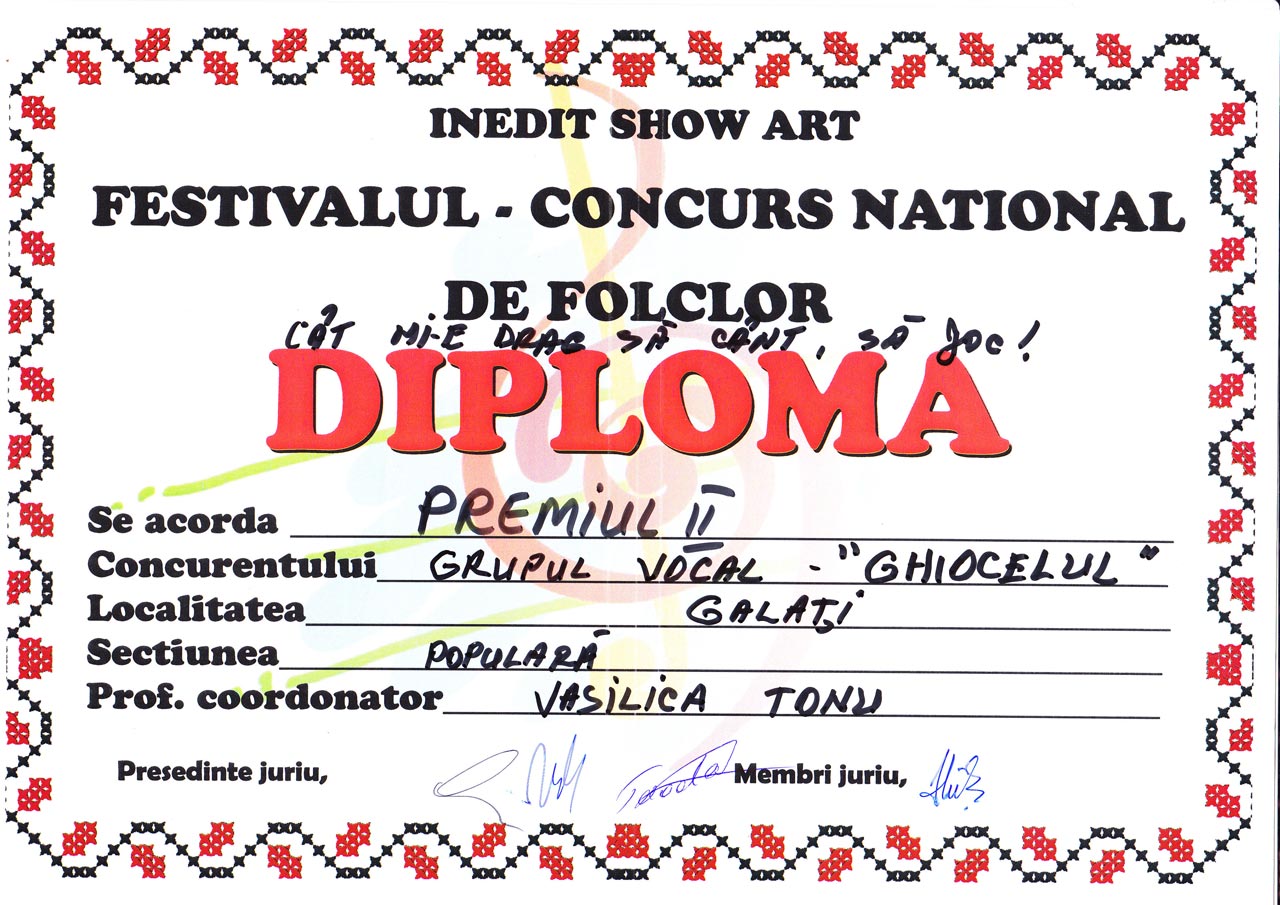 INEDIT SHOW ART
FESTIVALUL - CONCURS NATIONAL
DE FOLCLOR
CÂT MI-E DRAG SĂ CÂNT, SĂ JOC!
DIPLOMA
Se acorda PREMIUL II
Concurentului GRUPUL VOCAL - "GHIOCELUL"
Localitatea GALAȚI
Sectiunea POPULARĂ
Prof. coordonator VASILICA TONU
Presedinte juriu, Membri juriu,